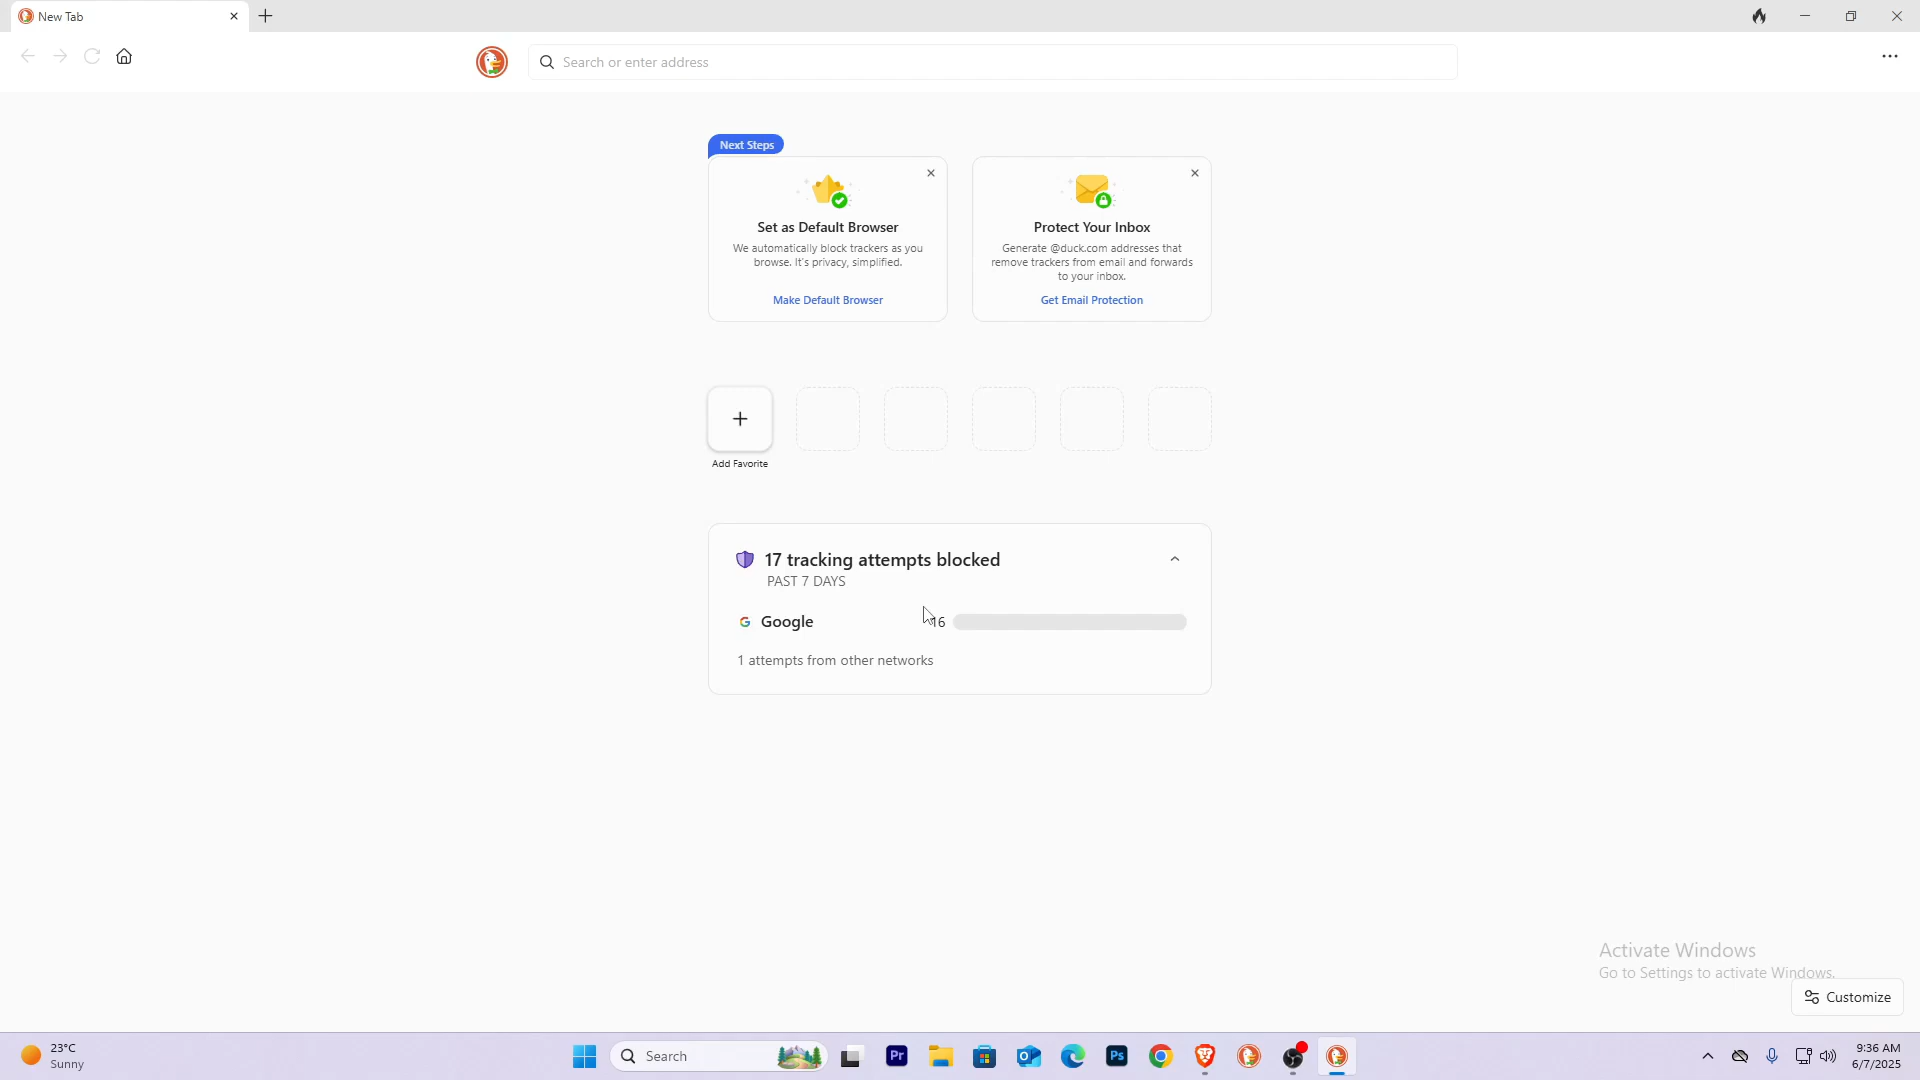 New Tab
Search or enter address
Next Steps
Set as Default Browser
We automatically block trackers as you
browse. It's privacy, simplified.
Make Default Browser
Protect Your Inbox
Generate @duck.com addresses that
remove trackers from email and forwards
to your inbox.
Get Email Protection
Add Favorite
17 tracking attempts blocked
PAST 7 DAYS
Google 16
1 attempts from other networks
Activate Windows
Go to Settings to activate Windows.
Customize
23°C
Sunny
Search
Pr
Ps
9:36 AM
6/7/2025